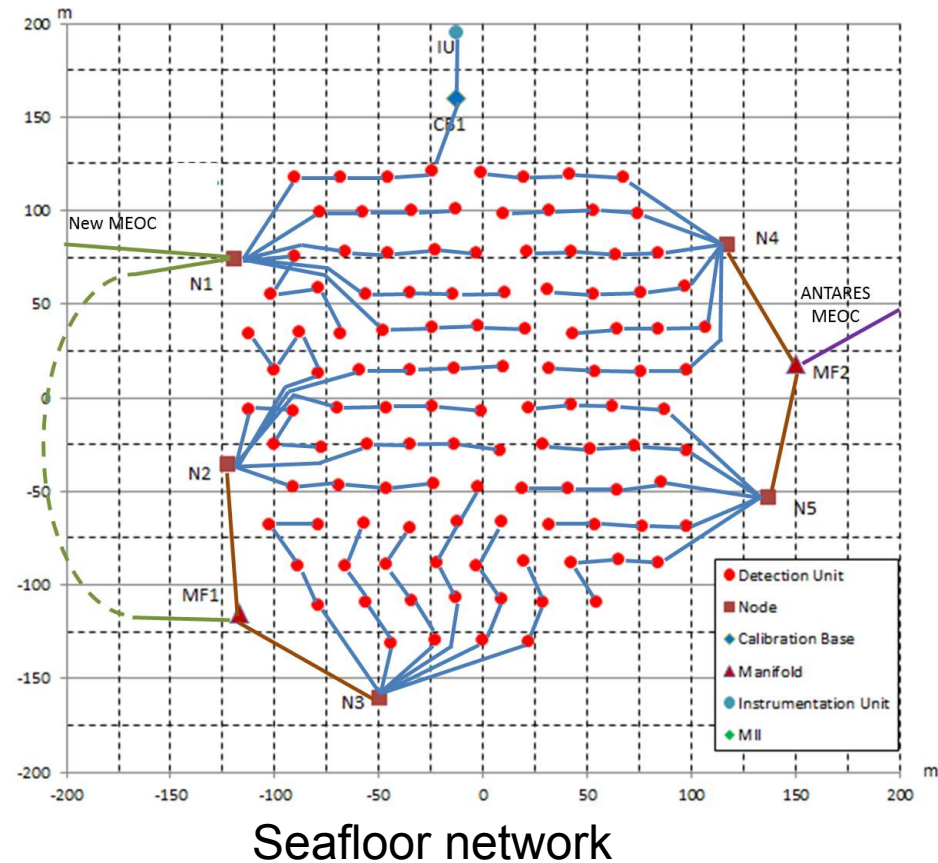 m
200
150
100
50
0
-50
-100
-150
-200
-200
-150
-100
-50
0
50
100
150
200
m
IU
CB1
New MEOC
N1
N4
ANTARES
MEOC
MF2
N2
N5
MF1
N3
Detection Unit
Node
Calibration Base
Manifold
Instrumentation Unit
MII
Seafloor network